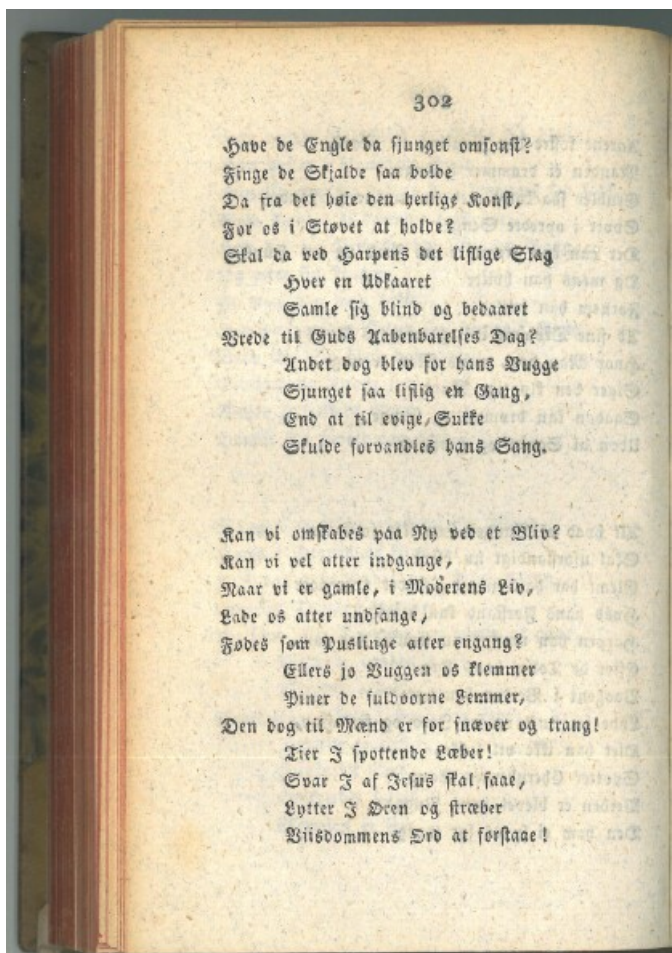 302
Have de Engle da sjunget omsonst?
Finge de Skjalde saa bolde
Da fra det høie den herlige Konst,
For os i Støvet at holde?
Skal da ved Harpens det liflige Slag
Hver en Udkaaret
Samle sig blind og bedaaret
Vrede til Guds Aabenbarelses Dag?
Andet dog blev for hans Vugge
Sjunget saa liflig en Gang,
End at til evige Sukke
Skulde forvandles hans Sang.
Kan vi omskabes paa Ny ved et Bliv?
Kan vi vel atter indgange,
Naar vi er gamle, i Moderens Liv,
Lade os atter undfange,
Fødes som Puslinge atter engang?
Ellers jo Vuggen os klemmer
Piner de fuldvorne Lemmer,
Den dog til Mænd er for snæver og trang!
Tier I spottende Læber!
Svar I af Jesus skal faae,
Lytter I Øren og stræber
Viisdommens Ord at forstaae!